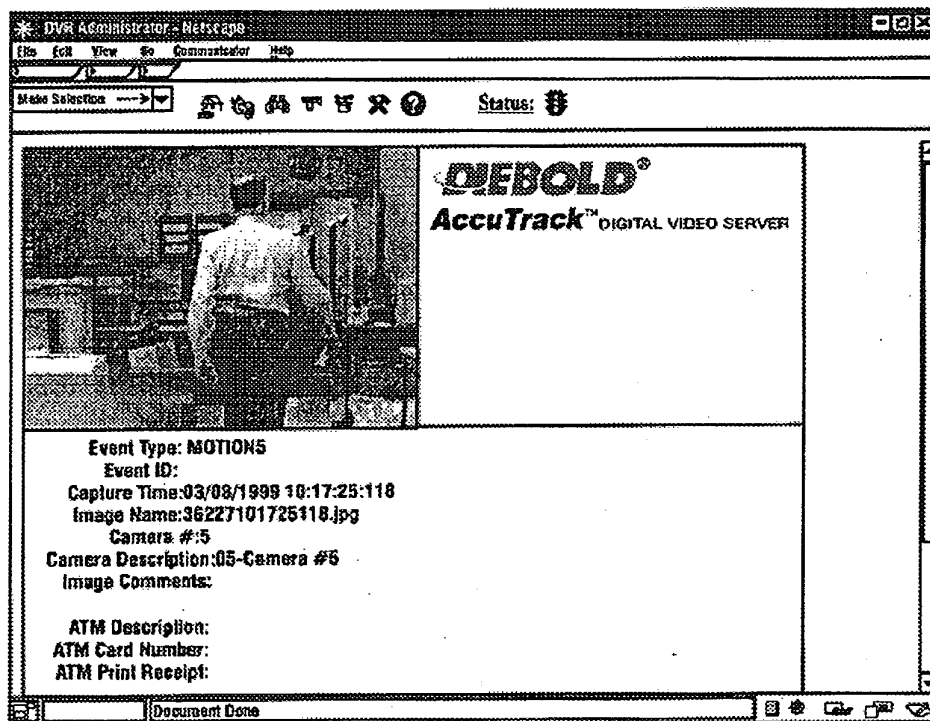 DVR Administrator - Netscape
File Edit View Go Communicator Help
Make Selection --->
Status:
DIEBOLD®
AccuTrack™ DIGITAL VIDEO SERVER
Event Type: MOTION5
Event ID:
Capture Time:03/08/1999 10:17:25:118
Image Name:36227101725118.jpg
Camera #:5
Camera Description:05-Camera #5
Image Comments:
ATM Description:
ATM Card Number:
ATM Print Receipt:
Document Done